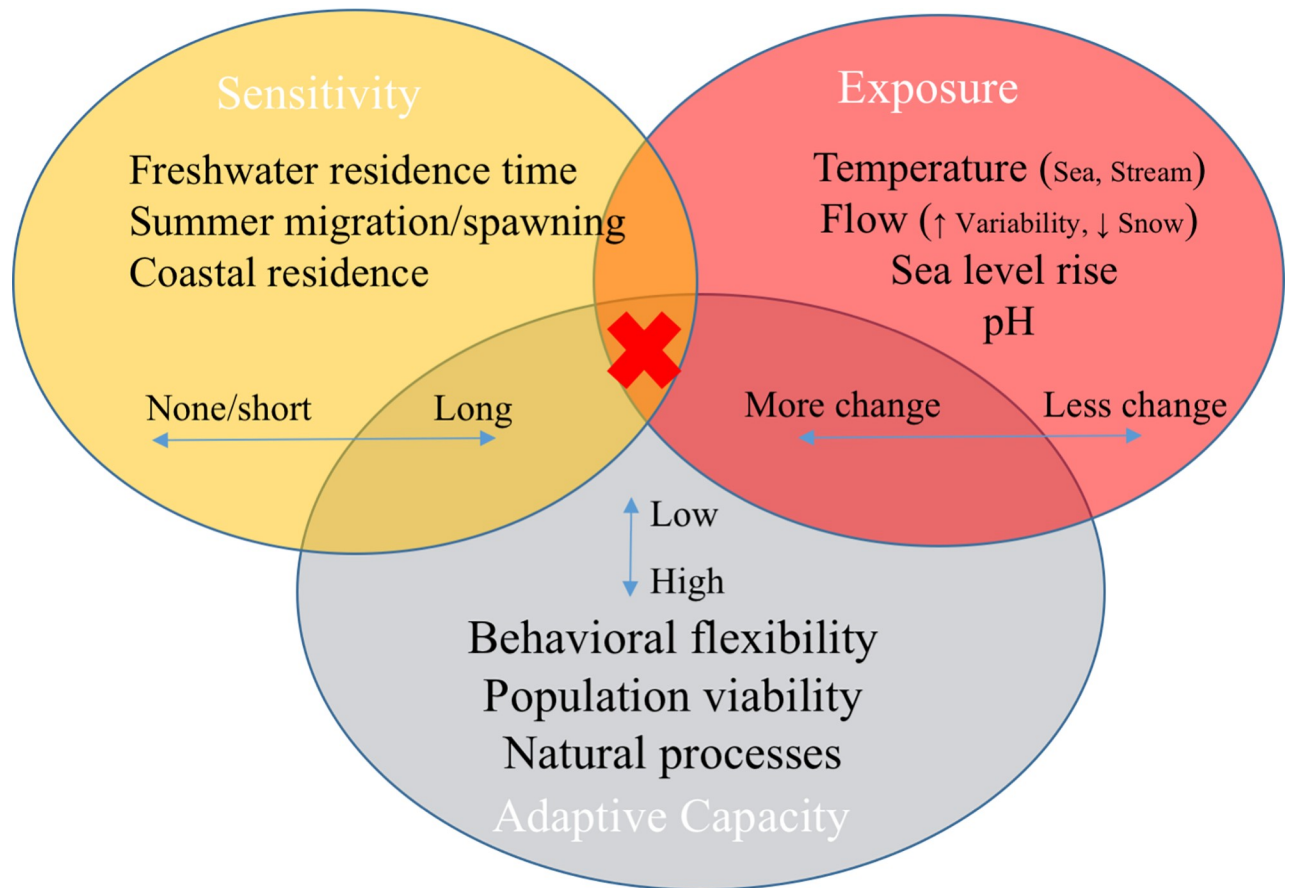 Sensitivity
Freshwater residence time
Summer migration/spawning
Coastal residence
None/short
Long
Exposure
Temperature (Sea, Stream)
Flow (↑ Variability, ↓ Snow)
Sea level rise
pH
More change
Less change
Low
High
Behavioral flexibility
Population viability
Natural processes
Adaptive Capacity